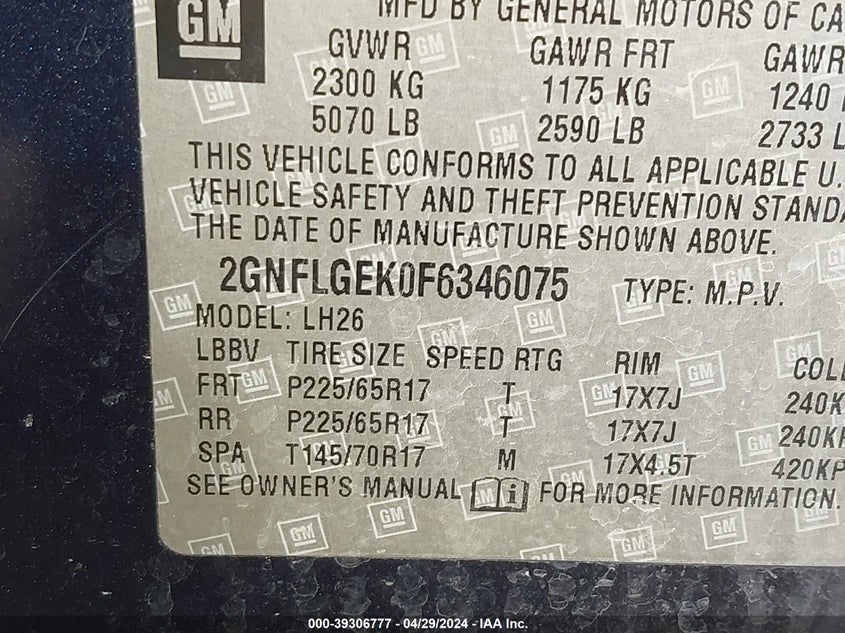 GM
MFD BY GENERAL MOTORS OF CA
GVWR GAWR FRT GAWR
2300 KG 1175 KG 1240
5070 LB 2590 LB 2733 L
THIS VEHICLE CONFORMS TO ALL APPLICABLE U.
VEHICLE SAFETY AND THEFT PREVENTION STANDA
THE DATE OF MANUFACTURE SHOWN ABOVE.
2GNFLGEK0F6346075 TYPE: M.P.V.
MODEL: LH26
LBBV TIRE SIZE SPEED RTG RIM COL
FRT P225/65R17 T 17X7J 240K
RR P225/65R17 T 17X7J 240KP
SPA T145/70R17 M 17X4.5T 420KP
SEE OWNER'S MANUAL FOR MORE INFORMATION.
000-39306777 - 04/29/2024 - IAA Inc.